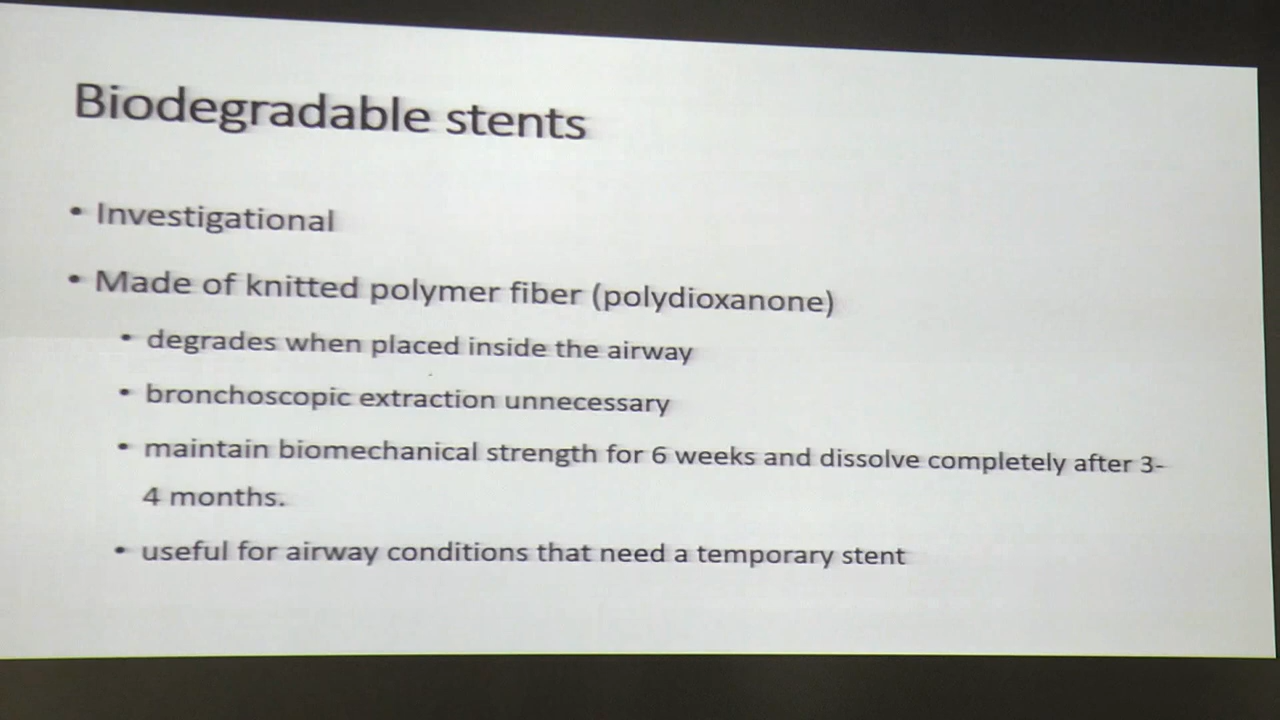 Biodegradable stents
• Investigational
• Made of knitted polymer fiber (polydioxanone)
• degrades when placed inside the airway
• bronchoscopic extraction unnecessary
• maintain biomechanical strength for 6 weeks and dissolve completely after 3-
4 months.
• useful for airway conditions that need a temporary stent